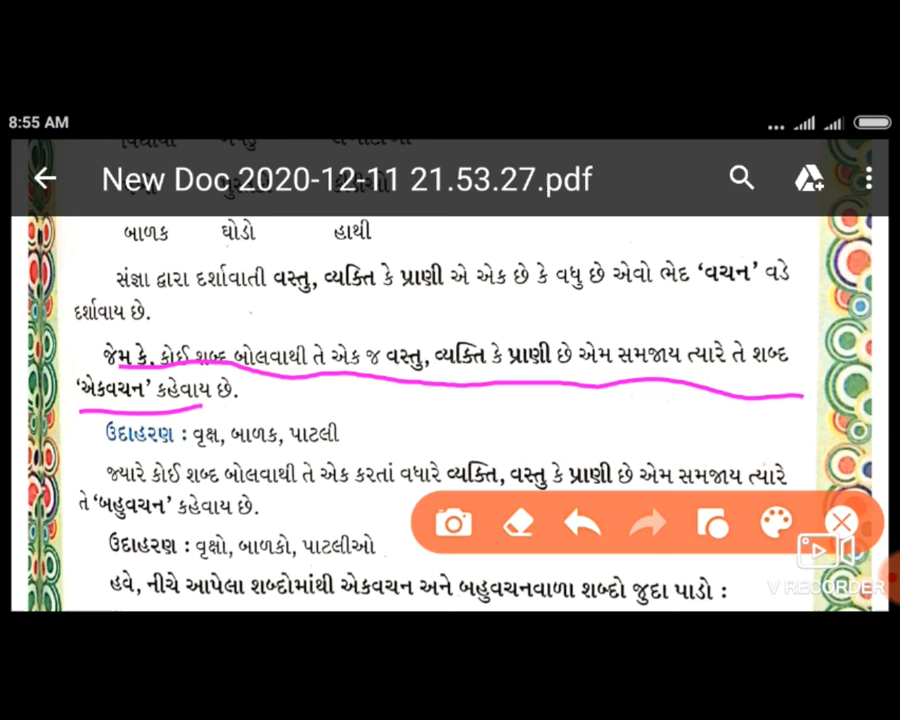 8:55 AM
New Doc 2020-12-11 21.53.27.pdf
બાળક ઘોડો હાથી
સંજ્ઞા દ્વારા દર્શાવાતી વસ્તુ, વ્યક્તિ કે પ્રાણી એ એક છે કે વધુ છે એવો ભેદ ‘વચન’ વડે
દર્શાવાય છે.
જેમ કે, કોઈ શબ્દ બોલવાથી તે એક જ વસ્તુ, વ્યક્તિ કે પ્રાણી છે એમ સમજાય ત્યારે તે શબ્દ
‘એકવચન’ કહેવાય છે.
ઉદાહરણ : વૃક્ષ, બાળક, પાટલી
જ્યારે કોઈ શબ્દ બોલવાથી તે એક કરતાં વધારે વ્યક્તિ, વસ્તુ કે પ્રાણી છે એમ સમજાય ત્યારે
તે ‘બહુવચન’ કહેવાય છે.
ઉદાહરણ : વૃક્ષો, બાળકો, પાટલીઓ
V RECORDER
હવે, નીચે આપેલા શબ્દોમાંથી એકવચન અને બહુવચનવાળા શબ્દો જુદા પાડો :